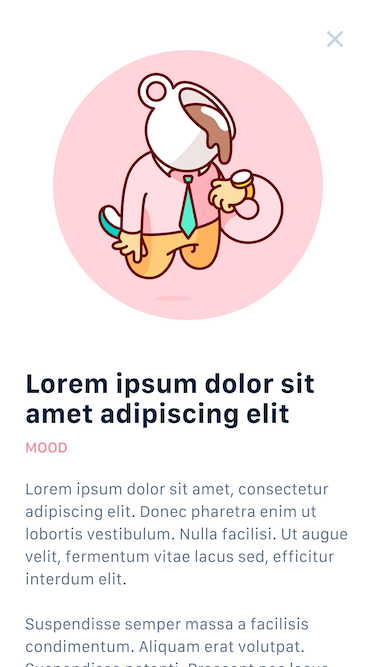 Lorem ipsum dolor sit
amet adipiscing elit
MOOD
Lorem ipsum dolor sit amet, consectetur
adipiscing elit. Donec pharetra enim ut
lobortis vestibulum. Nulla facilisi. Ut augue
velit, fermentum vitae lacus sed, efficitur
interdum elit.
Suspendisse semper massa a facilisis
condimentum. Aliquam erat volutpat.